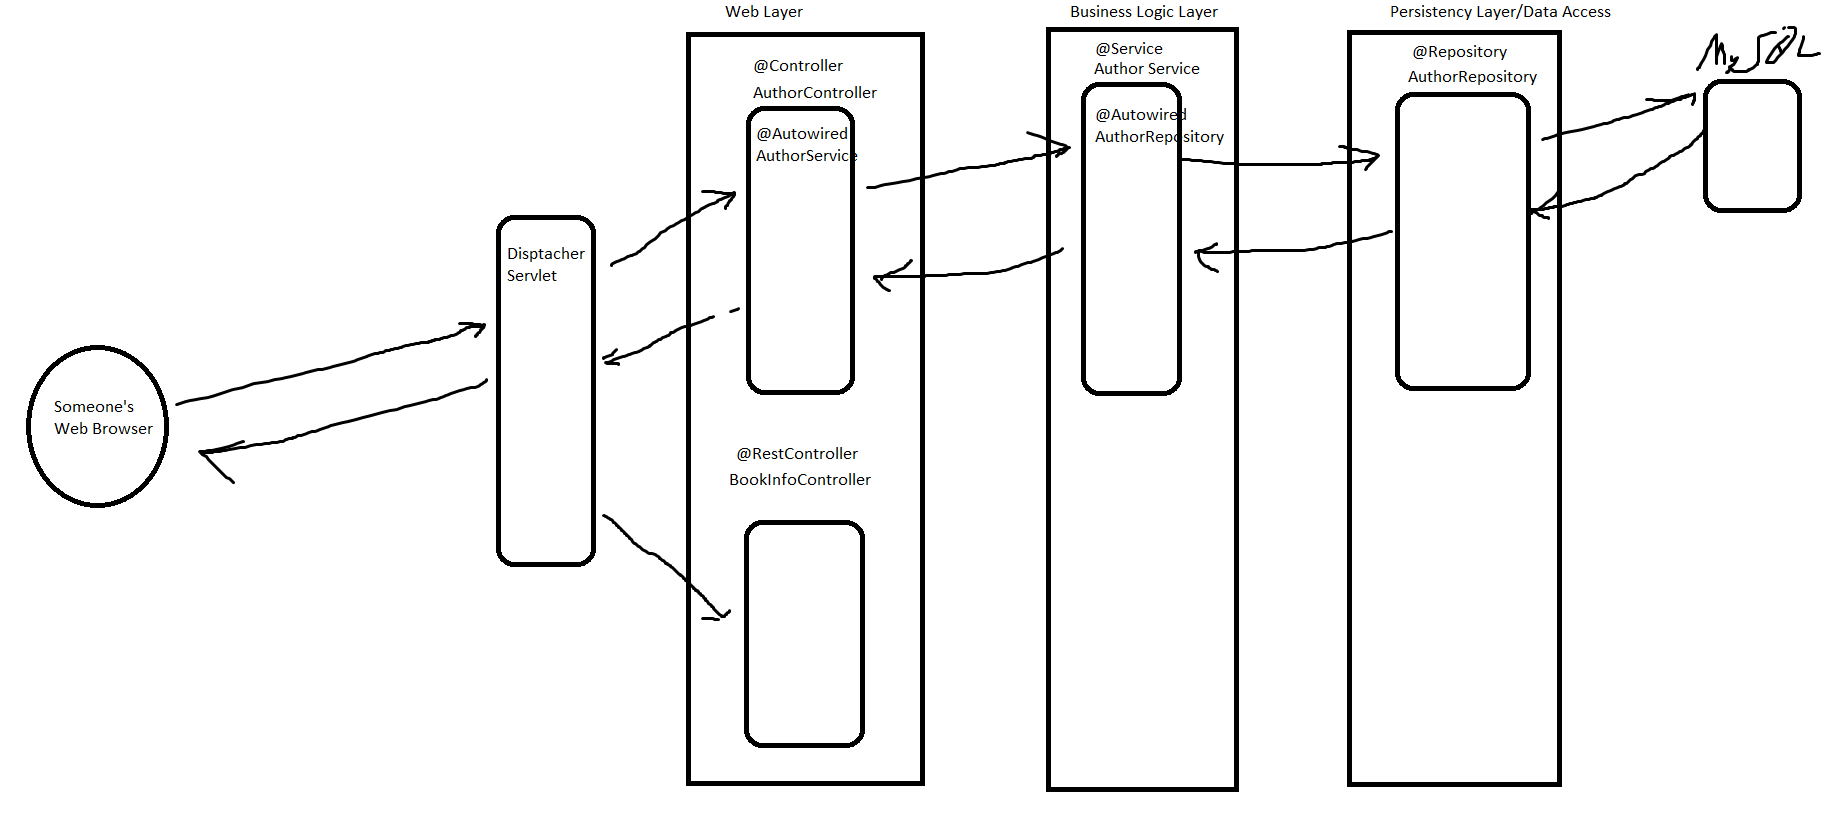 Web Layer
Business Logic Layer
Persistency Layer/Data Access
@Controller
AuthorController
@Autowired
AuthorService
@Service
Author Service
@Autowired
AuthorRepository
@Repository
AuthorRepository
MySQL
Disptacher
Servlet
Someone's
Web Browser
@RestController
BookInfoController